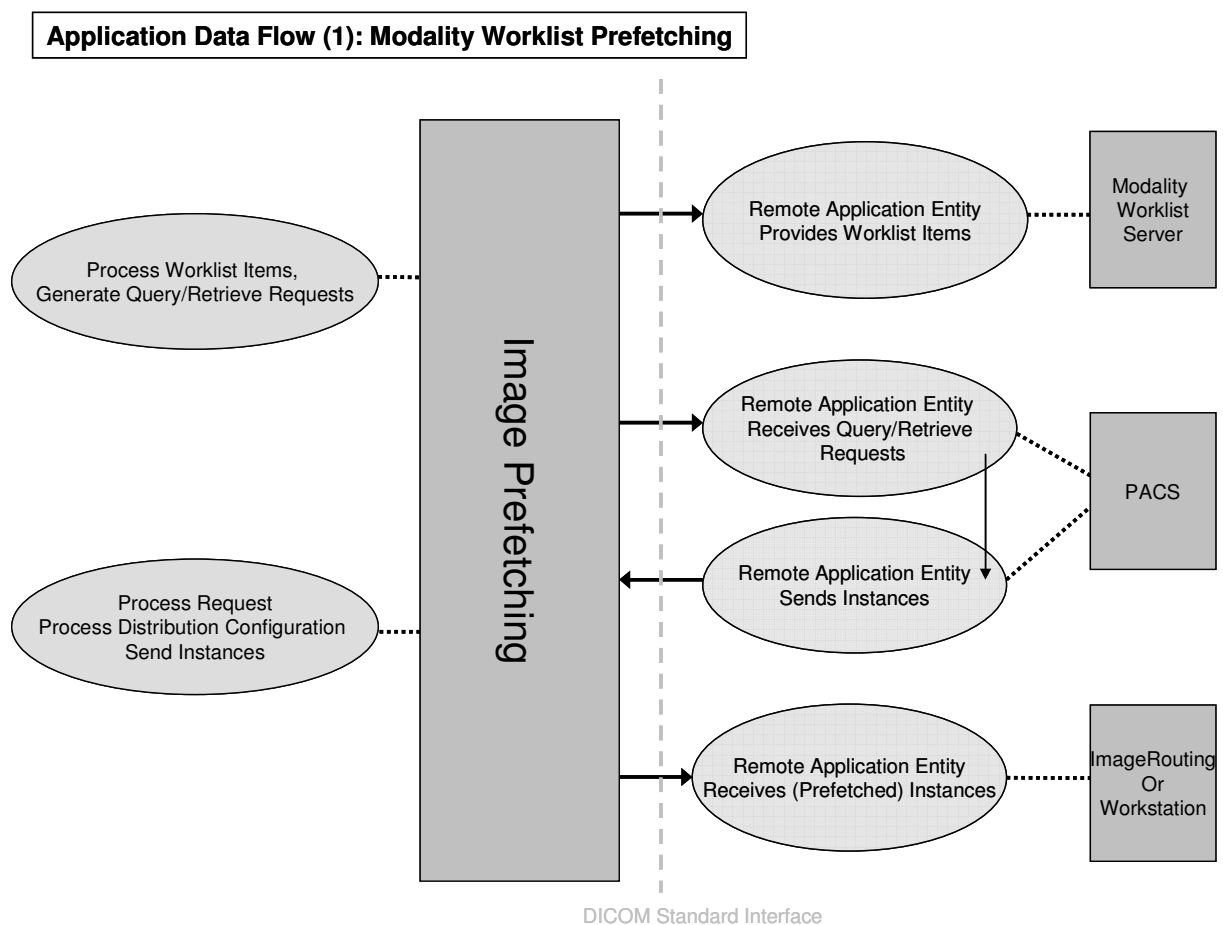 Application Data Flow (1): Modality Worklist Prefetching
Process Worklist Items,
Generate Query/Retrieve Requests
Process Request
Process Distribution Configuration
Send Instances
Image Prefetching
Remote Application Entity
Provides Worklist Items
Modality
Worklist
Server
Remote Application Entity
Receives Query/Retrieve
Requests
PACS
Remote Application Entity
Sends Instances
Remote Application Entity
Receives (Prefetched) Instances
ImageRouting
Or
Workstation
DICOM Standard Interface